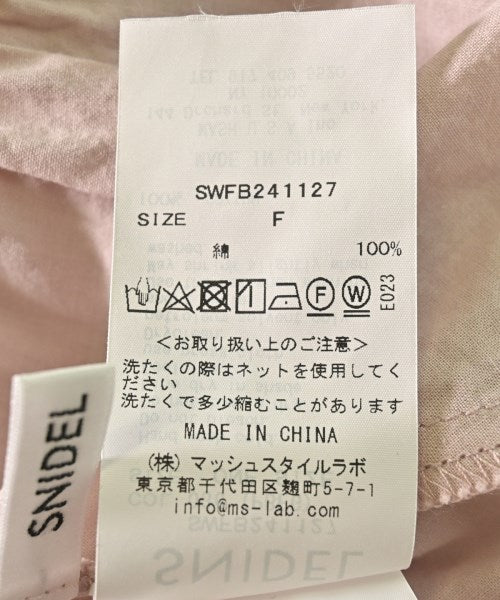 SWFB241127
SIZE F
綿 100%
F W E023
<お取り扱い上のご注意>
洗たくの際はネットを使用してく
ださい
洗たくで多少縮むことがあります
MADE IN CHINA
(株) マッシュスタイルラボ
東京都千代田区麹町5-7-1
info@ms-lab.com
SNIDEL